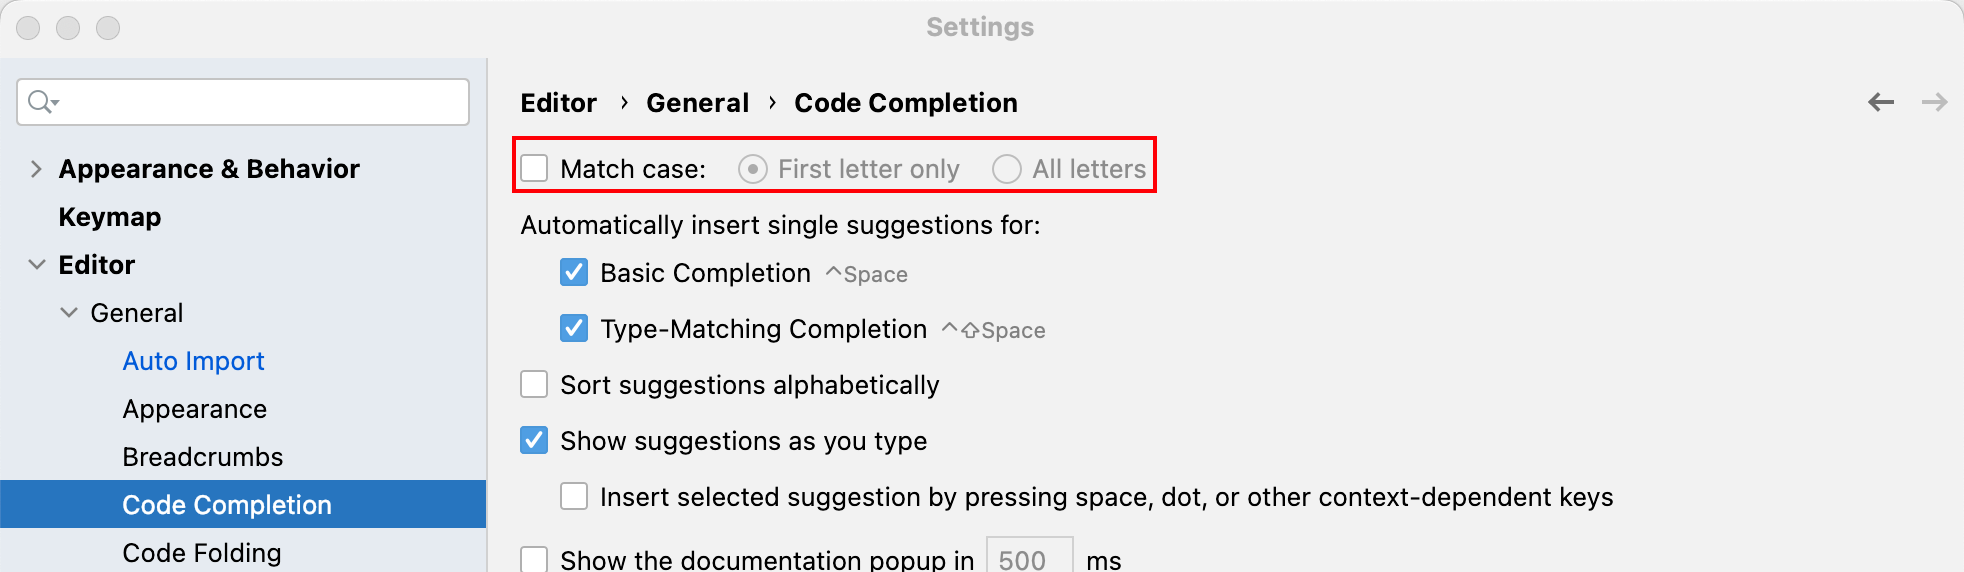 Settings
Appearance & Behavior
Keymap
Editor
General
Auto Import
Appearance
Breadcrumbs
Code Completion
Code Folding
Editor › General › Code Completion
Match case: First letter only All letters
Automatically insert single suggestions for:
Basic Completion ^Space
Type-Matching Completion ^⇧Space
Sort suggestions alphabetically
Show suggestions as you type
Insert selected suggestion by pressing space, dot, or other context-dependent keys
Show the documentation popup in 500 ms